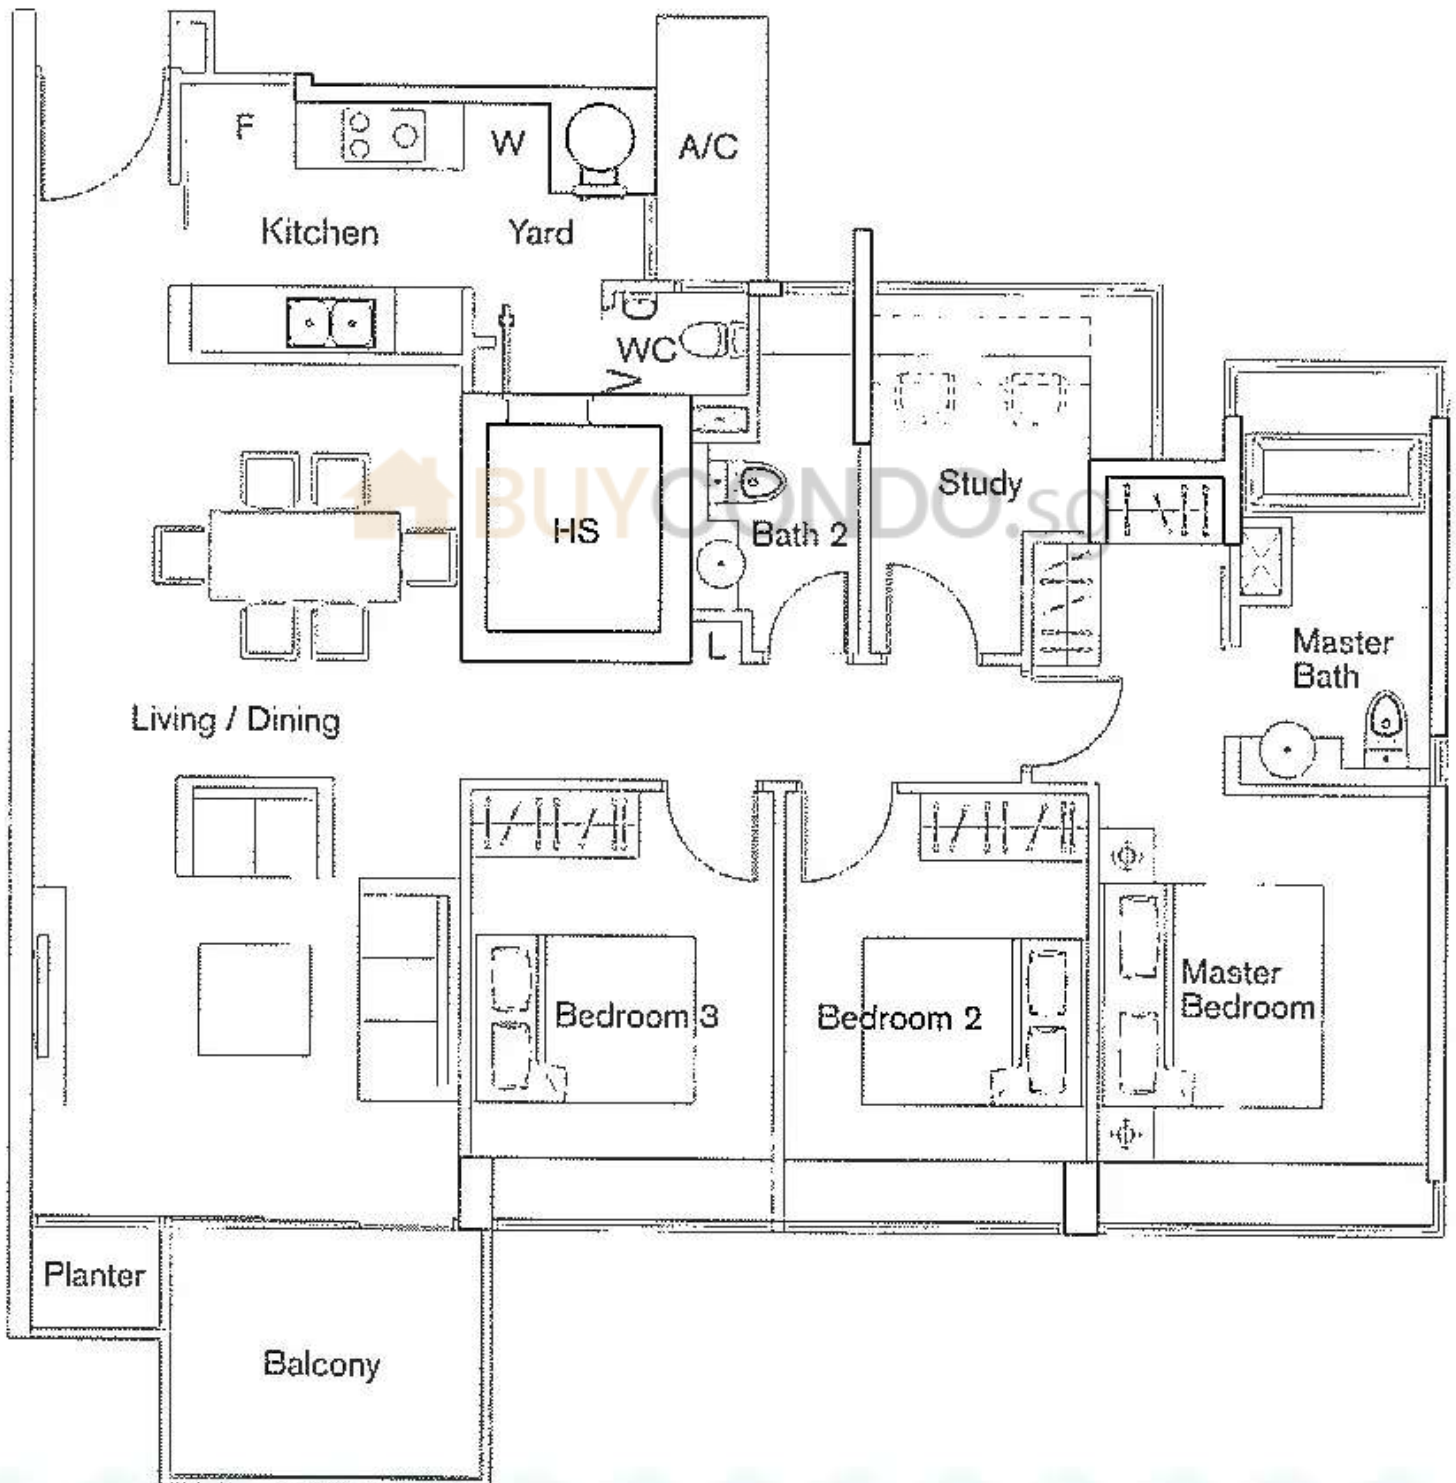 F
W
A/C
Kitchen
Yard
WC
BUYCONDO.sg
Study
HS
Bath 2
L
Master
Bath
Living / Dining
Bedroom 3
Bedroom 2
Master
Bedroom
Planter
Balcony